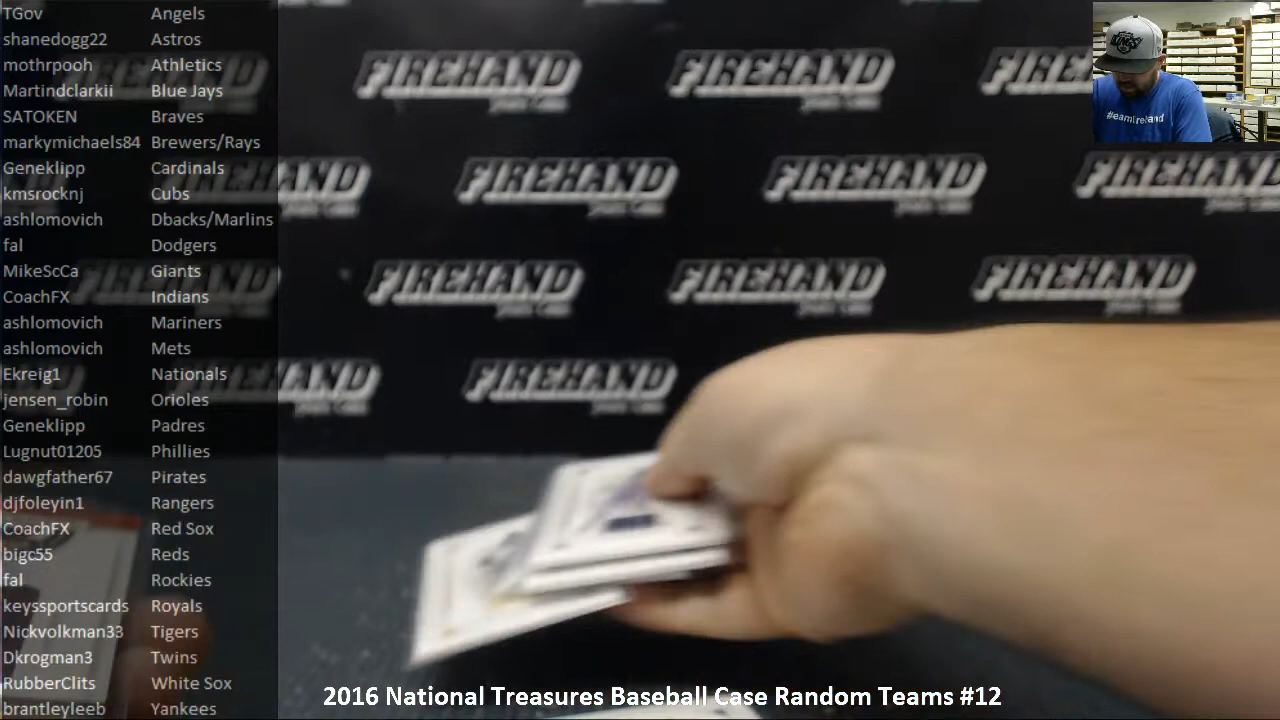 TGov Angels
shanedogg22 Astros
mothrpooh Athletics
Martindclarkii Blue Jays
SATOKEN Braves
markymichaels84 Brewers/Rays
Geneklipp Cardinals
kmsrocknj Cubs
ashlomovich Dbacks/Marlins
fal Dodgers
MikeScCa Giants
CoachFX Indians
ashlomovich Mariners
ashlomovich Mets
Ekreig1 Nationals
jensen_robin Orioles
Geneklipp Padres
Lugnut01205 Phillies
dawgfather67 Pirates
djfoleyin1 Rangers
CoachFX Red Sox
bigc55 Reds
fal Rockies
keyssportscards Royals
Nickvolkman33 Tigers
Dkrogman3 Twins
RubberClits White Sox
brantleyleeb Yankees
FIREHAND FIREHAND FIREHAND
FIREHAND FIREHAND FIREHAND
FIREHAND FIREHAND FIREHAND
FIREHAND
#teamfirehand
2016 National Treasures Baseball Case Random Teams #12